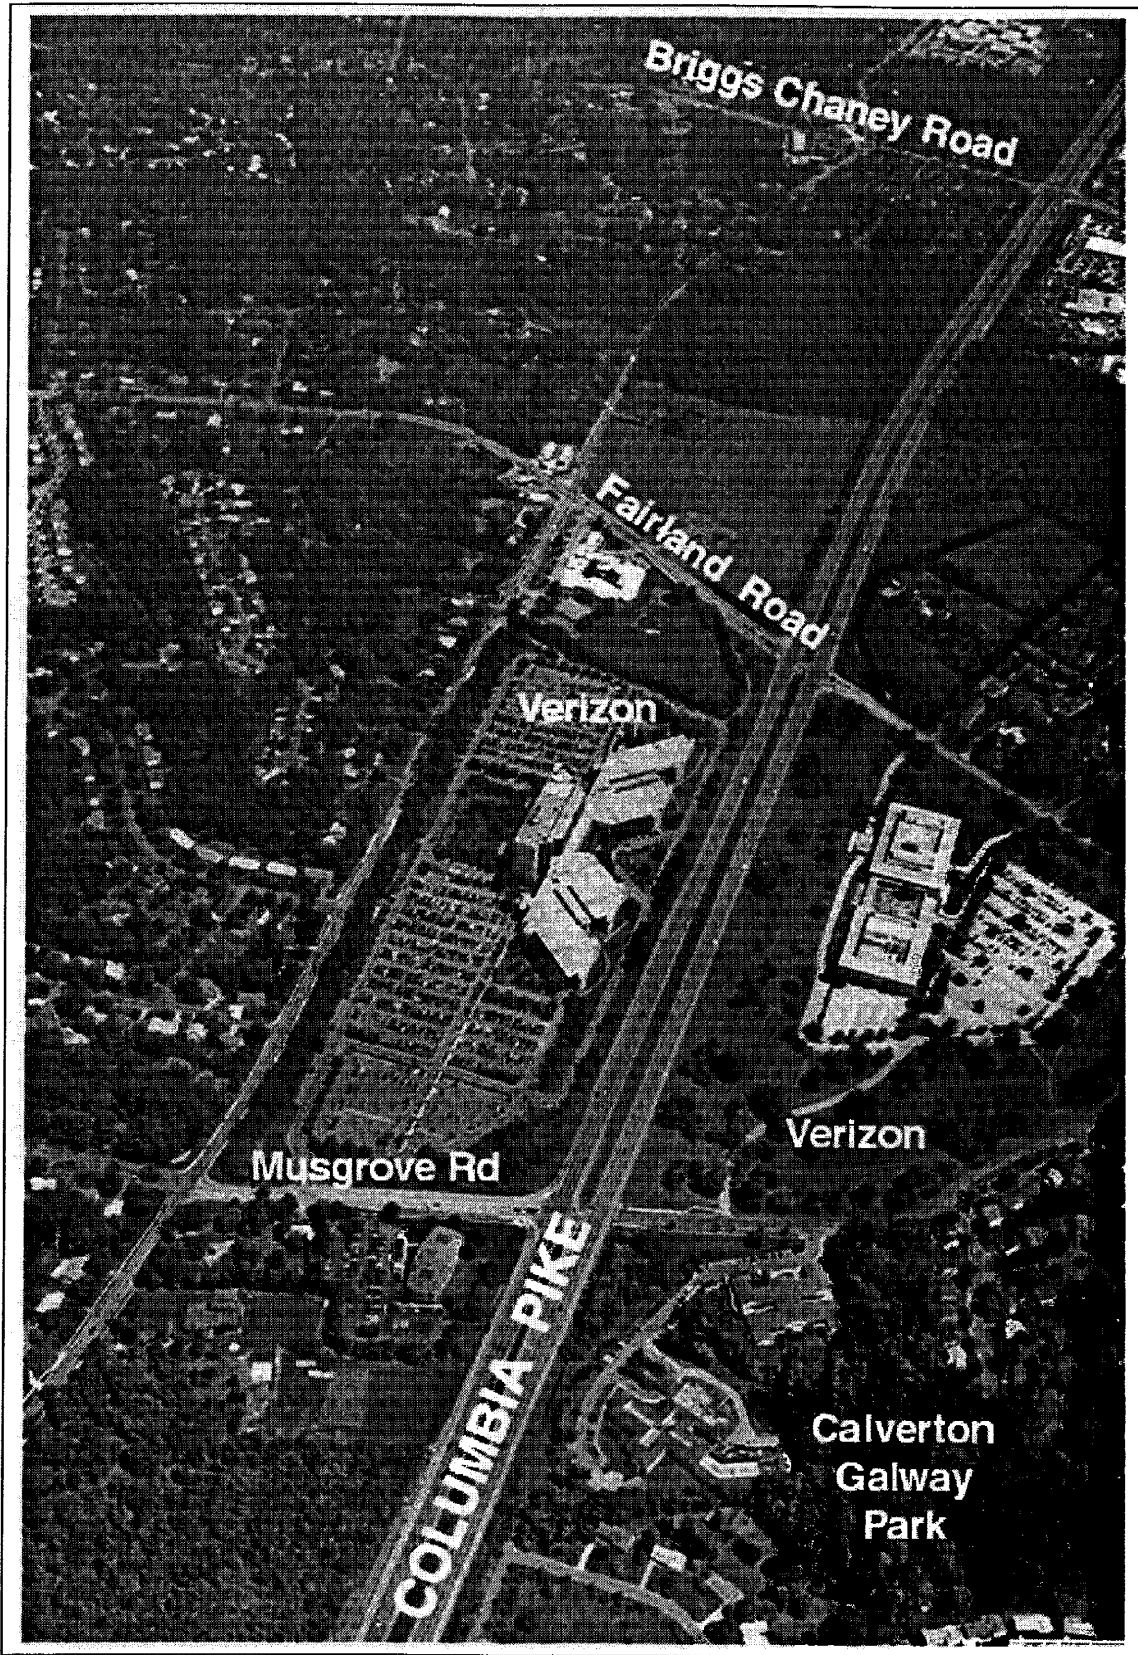 Briggs Chaney Road
Fairland Road
Verizon
Verizon
Musgrove Rd
COLUMBIA PIKE
Calverton
Galway
Park